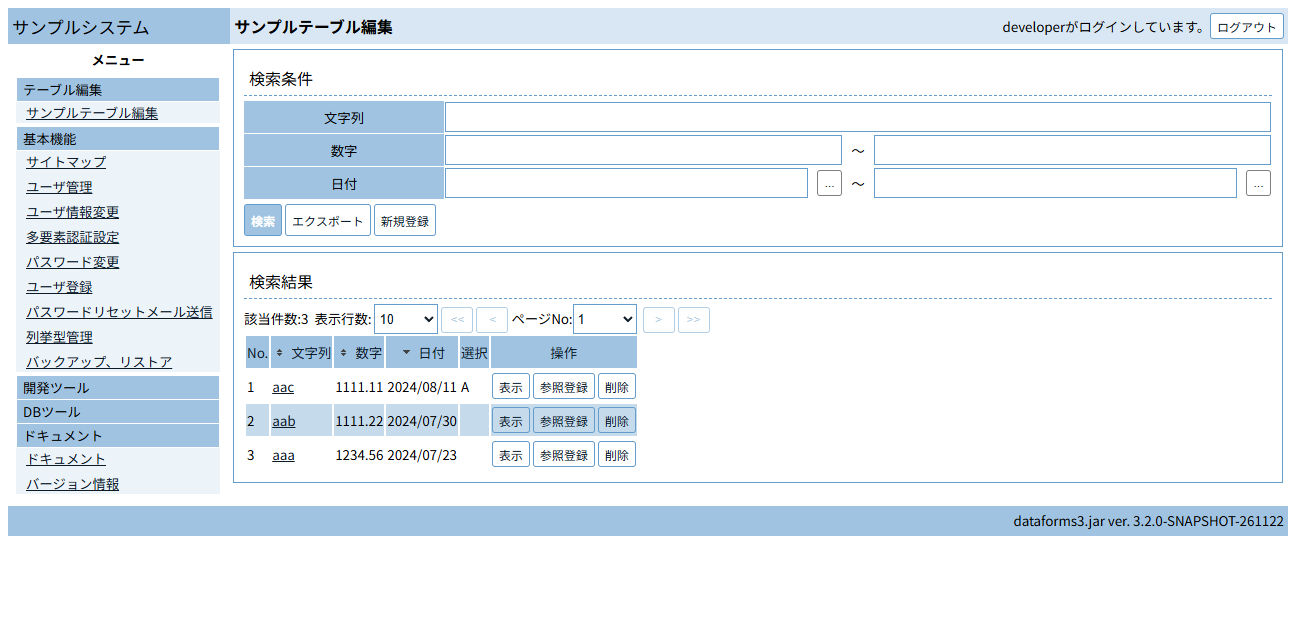 サンプルシステム
サンプルテーブル編集
developerがログインしています。 ログアウト
メニュー
テーブル編集
サンプルテーブル編集
基本機能
サイトマップ
ユーザ管理
ユーザ情報変更
多要素認証設定
パスワード変更
ユーザ登録
パスワードリセットメール送信
列挙型管理
バックアップ、リストア
開発ツール
DBツール
ドキュメント
ドキュメント
バージョン情報
検索条件
文字列
数字 ～
日付 ... ～ ...
検索 エクスポート 新規登録
検索結果
該当件数:3 表示行数: 10 << < ページNo: 1 > >>
No. 文字列 数字 日付 選択 操作
1 aac 1111.11 2024/08/11 A 表示 参照登録 削除
2 aab 1111.22 2024/07/30 表示 参照登録 削除
3 aaa 1234.56 2024/07/23 表示 参照登録 削除
dataforms3.jar ver. 3.2.0-SNAPSHOT-261122